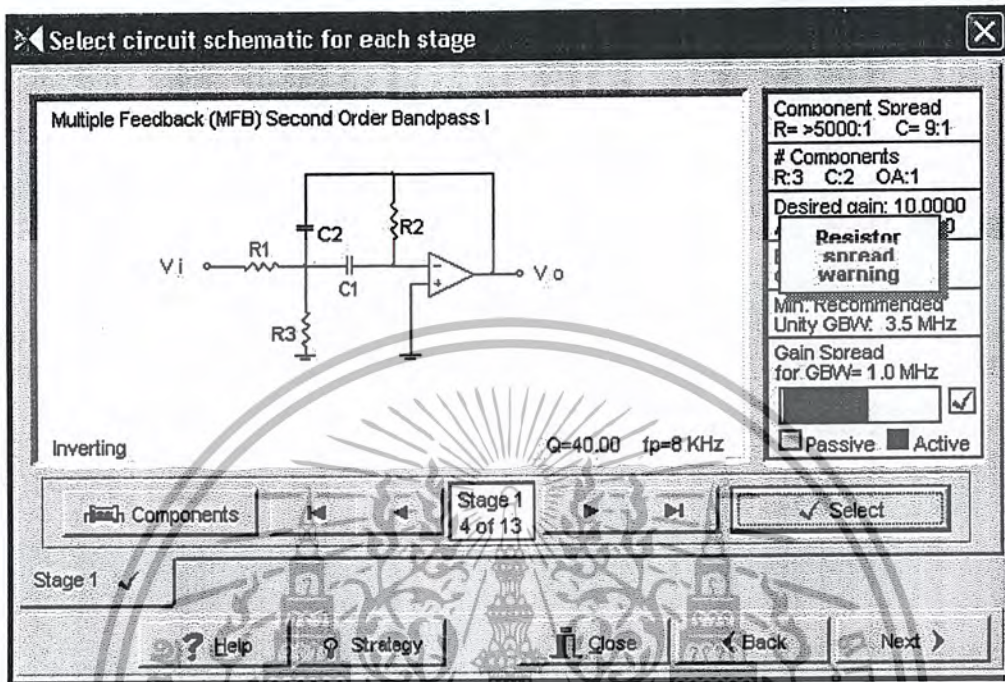 Select circuit schematic for each stage
Multiple Feedback (MFB) Second Order Bandpass I
C2
R2
R1
Vi
C1
Vo
R3
Inverting
Q=40.00 fp=8 KHz
Component Spread
R= >5000:1 C= 9:1
# Components
R:3 C:2 OA:1
Desired gain: 10.0000
Resistor
spread
warning
Min. Recommended
Unity GBW: 3.5 MHz
Gain Spread
for GBW= 1.0 MHz
Passive Active
Components
Stage 1
4 of 13
Select
Stage 1
Help
Strategy
Close
Back
Next